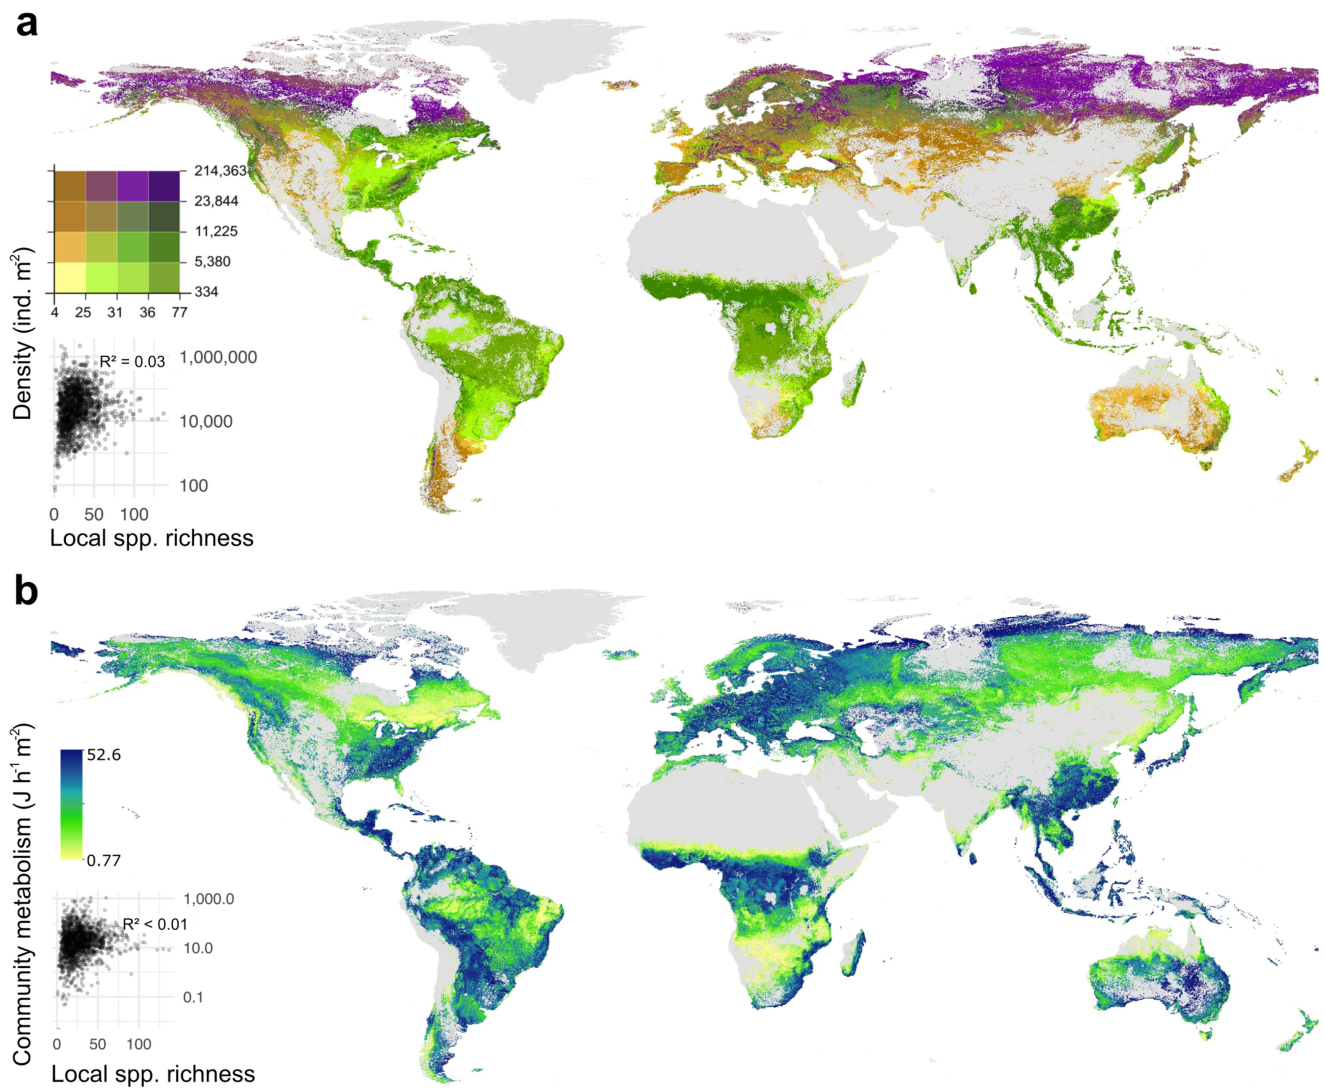 a
Density (ind. m⁻²)
214,363
23,844
11,225
5,380
334
4 25 31 36 77
R² = 0.03
1,000,000
10,000
100
0 50 100
Local spp. richness
b
Community metabolism (J h⁻¹ m⁻²)
52.6
0.77
R² < 0.01
1,000.0
10.0
0.1
0 50 100
Local spp. richness